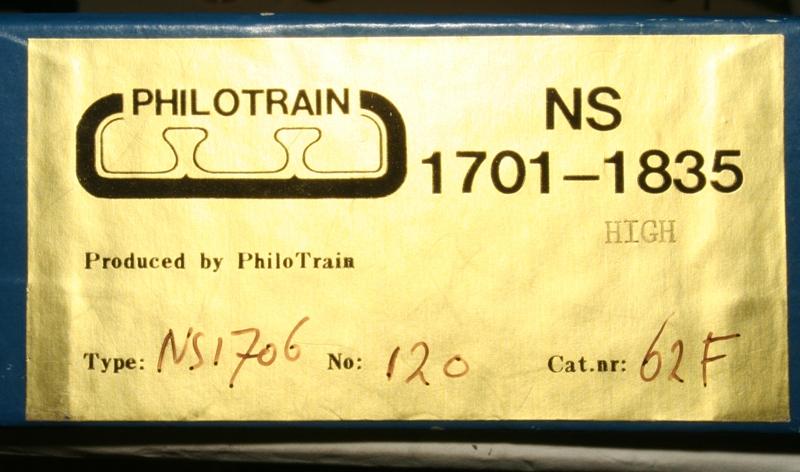 PHILOTRAIN
NS
1701-1835
HIGH
Produced by PhiloTrain
Type: NS1706 No: 120 Cat.nr: 62F